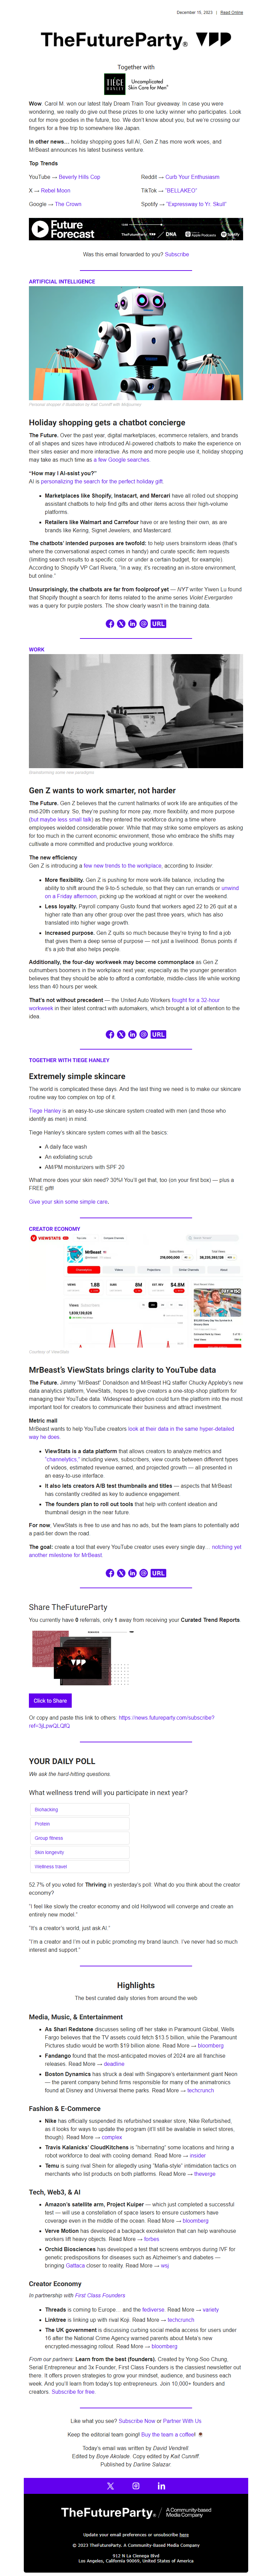 December 15, 2023 | Read Online
TheFutureParty®
Together with
TIEGE HANLEY
Uncomplicated
Skin Care for Men®
Wow. Carol M. won our latest Italy Dream Train Tour giveaway. In case you were
wondering, we really do give out these prizes to one lucky random participant. Look
out for more goodies in the future, too. We don't know about you, but we're crossing our
fingers for a free trip to somewhere like Japan.
In other news… holiday shopping goes full AI, Gen Z has more work woes, and
MrBeast announces his latest business venture.
Top Trends
YouTube → Beverly Hills Cop
Reddit → Curb Your Enthusiasm
X → Rebel Moon
TikTok → "BELLAKEO"
Google → The Crown
Spotify → "Expressway to Yr. Skull"
Future
Forecast
TheFutureParty
DNA
Apple Podcasts
Spotify
Was this email forwarded to you? Subscribe
ARTIFICIAL INTELLIGENCE
Holiday shopping gets a chatbot concierge
The Future. Over the past year, digital marketplaces, ecommerce retailers, and brands
of all shapes and sizes have introduced AI-powered chatbots to make the experience of
searching their sites easier and more intuitive. As more and more people use it, shopping
may take as much time as a few Google searches.
"How may I AI-ssist you?"
AI is personalizing the search for the perfect holiday gift.
Marketplaces like Shopify, Instacart, and Mercari have all rolled out shopping
assistant chatbots to help find gifts and other items across their high-volume
platforms.
Retailers like Walmart and Carrefour have or are testing their own, as are
brands like Kering, Signet Jewelers, and Mastercard.
The chatbots' intended purposes are twofold: to help users brainstorm ideas (that's
where the conversational aspect comes in handy) and curate specific item requests
(limiting search results to a specific color or under a certain budget, for example).
According to Shopify VP Carl Rivera, "It's in a way, recreating the in-store environment,
but online."
Unsurprisingly, the chatbots are far from foolproof yet — NYT writer Yiwen Lu found
that Shopify thought a search for items related to the anime series Violet Evergarden
was a query for purple posters. The show clearly wasn't in the training data.
URL
WORK
Brainstorming some new paradigms
Gen Z wants to work smarter, not harder
The Future. Gen Z believes that the current hallmarks of work life are artifacts of the
mid-20th century. So, they're pushing for more pay, more flexibility, and more purpose
(but maybe less small talk) as they entered the workforce during a time where
employees wielded considerable power. While that may strike some employers as asking
for too much in the current economic environment, those who embrace the shifts may
cultivate a more committed and productive young workforce.
The new efficiency
Gen Z is introducing a few new trends to the workplace, according to Insider.
More flexibility. Gen Z is pushing for more work-life balance, including the
ability to shift around the 9-to-5 schedule, so that they can run errands or unwind
on a Friday afternoon, picking up the workload at night or over the weekend.
Less loyalty. Payroll company Gusto found that workers aged 22 to 26 quit at a
higher rate than any other group over the past three years, which has also
translated into higher wage growth.
Increased purpose. Gen Z quits so much because they're trying to find a job
that gives them a deep sense of purpose — not just a livelihood. Bonus points if
it's a job that also helps people.
Additionally, the four-day workweek may become commonplace as Gen Z
outnumbers boomers in the workplace next year, especially as the younger generation
believes that they should be able to afford a comfortable, middle-class life by working
less than 40 hours per week.
That's not without precedent — the United Auto Workers fought for a 32-hour
workweek in their latest contract with automakers, which brought a lot of attention to the
idea.
URL
TOGETHER WITH TIEGE HANLEY
Extremely simple skincare
The world is complicated these days. And the last thing we need is to make our skincare
routine way too complex on top of it.
Tiege Hanley is an easy-to-use skincare system created with men (and those who
identify as men) in mind.
Tiege Hanley's skincare system comes with all the basics:
A daily face wash
An exfoliating scrub
AM/PM moisturizers with SPF 20
What more does your skin need? 30%! You'll get that, too (on your first box) — plus a
FREE gift!
Give your skin some simple care.
CREATOR ECONOMY
VIEWSTATS
MrBeast
Courtesy of ViewStats
MrBeast's ViewStats brings clarity to YouTube data
The Future. Jimmy "MrBeast" Donaldson and MrBeast HQ staffer Chucky Appleby's new
data analytics platform, ViewStats, hopes to give creators a one-stop-shop platform for
managing their YouTube data. Widespread adoption could turn the platform into the most
important tool for creators to communicate their business and attract investment.
Metric mail
MrBeast wants to help YouTube creators look at their data in the same hyper-detailed
way he does.
ViewStats is a data platform that allows creators to analyze metrics and
"channelytics," including views, subscribers, view counts between different types
of videos, estimated revenue earned, and projected growth — all presented in
an easy-to-use interface.
It also lets creators A/B test thumbnails and titles — aspects that MrBeast
has constantly credited as key to audience engagement.
The founders plan to roll out tools that help with content ideation and
thumbnail design in the near future.
For now, ViewStats is free to use and has no ads, but the team plans to potentially add
a paid-tier down the road.
The goal: create a tool that every YouTube creator uses every single day… notching yet
another milestone for MrBeast.
URL
Share TheFutureParty
You currently have 0 referrals, only 1 away from receiving your Curated Trend Reports.
Click to Share
Or copy and paste this link to others: https://news.futureparty.com/subscribe?
ref=3jLpwQLQfQ
YOUR DAILY POLL
We ask the hard-hitting questions.
What wellness trend will you participate in next year?
Biohacking
Protein
Group fitness
Skin longevity
Wellness travel
52.7% of you voted for Thriving in yesterday's poll: What do you think about the creator
economy?
"I feel like slowly the creator economy and old Hollywood will converge and create an
entirely new model."
"It's a creator's world, just ask AI."
"I'm a creator and I'm out in public promoting my brand launch. I've never had so much
interest and support."
Highlights
The best curated daily stories from around the web
Media, Music, & Entertainment
As Shari Redstone discusses selling off her stake in Paramount Global, Wells
Fargo believes that the TV assets could fetch $13.5 billion, while the Paramount
Pictures studio would be worth $19 billion alone. Read More → bloomberg
Fandango found that the most-anticipated movies of 2024 are all franchise
releases. Read More → deadline
Boston Dynamics has struck a deal with Singapore's entertainment giant Neon
— the parent company behind firms responsible for many of the animatronics
found at Disney and Universal theme parks. Read More → techcrunch
Fashion & E-Commerce
Nike has officially suspended its refurbished sneaker store, Nike Refurbished,
as it looks for ways to update the program (it'll still be available in select stores,
though). Read More → complex
Travis Kalanicks' CloudKitchens is "hibernating" some locations and hiring a
robot workforce to deal with cooling demand. Read More → insider
Temu is suing rival Shein for allegedly using "Mafia-style" intimidation tactics on
merchants who test products on both platforms. Read More → theverge
Tech, Web3, & AI
Amazon's satellite arm, Project Kuiper — which just completed a successful
test — will use a constellation of space lasers to ensure customers have
coverage even in the middle of the ocean. Read More → bloomberg
Verve Motion has developed a backpack exoskeleton that can help warehouse
workers lift heavy objects. Read More → forbes
Orchid Biosciences has developed a test that screens embryos during IVF for
genetic predispositions for diseases such as Alzheimer's and diabetes —
bringing Gattaca closer to reality. Read More → wsj
Creator Economy
In partnership with First Class Founders
Threads is coming to Europe… and the fediverse. Read More → variety
Linktree is linking up with rival Koji. Read More → techcrunch
The UK government is discussing curbing social media access for users under
16 after the National Crime Agency warned parents about Meta's new
encrypted-messaging rollout. Read More → bloomberg
From our partners: Learn from the best (founders). Created by Yong-Soo Chung,
Serial Entrepreneur and 3x Founder, First Class Founders is the cleverest newsletter out
there. It offers proven strategies to grow your mindset, audience, and business each
week. And you'll learn from today's top entrepreneurs. Join 10,000+ founders and
creators. Subscribe for free.
Like what you see? Subscribe Now or Partner With Us
Keep the editorial team going! Buy the team a coffee! ☕
Today's email was written by David Vendrell.
Edited by Boye Akolade. Copy edited by Kait Cunniff.
Published by Darline Salazar.
TheFutureParty®/ A Community-based
Media Company
Update your email preferences or unsubscribe here
© 2023 TheFutureParty. A Community-Based Media Company
912 N La Cienega Blvd
Los Angeles, California 90069, United States of America